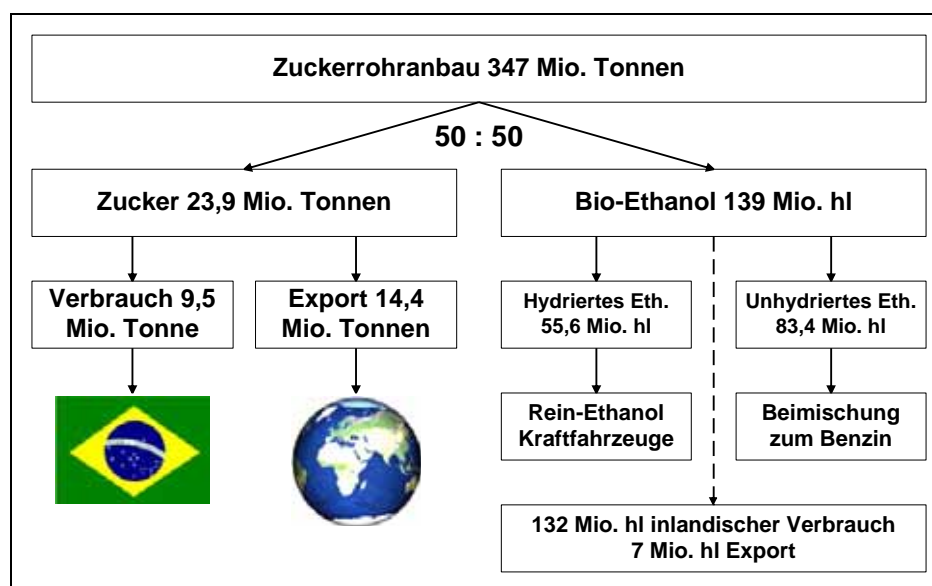 Zuckerrohranbau 347 Mio. Tonnen
50 : 50
Zucker 23,9 Mio. Tonnen
Bio-Ethanol 139 Mio. hl
Verbrauch 9,5
Mio. Tonne
Export 14,4
Mio. Tonnen
Hydriertes Eth.
55,6 Mio. hl
Unhydriertes Eth.
83,4 Mio. hl
Rein-Ethanol
Kraftfahrzeuge
Beimischung
zum Benzin
132 Mio. hl inlandischer Verbrauch
7 Mio. hl Export